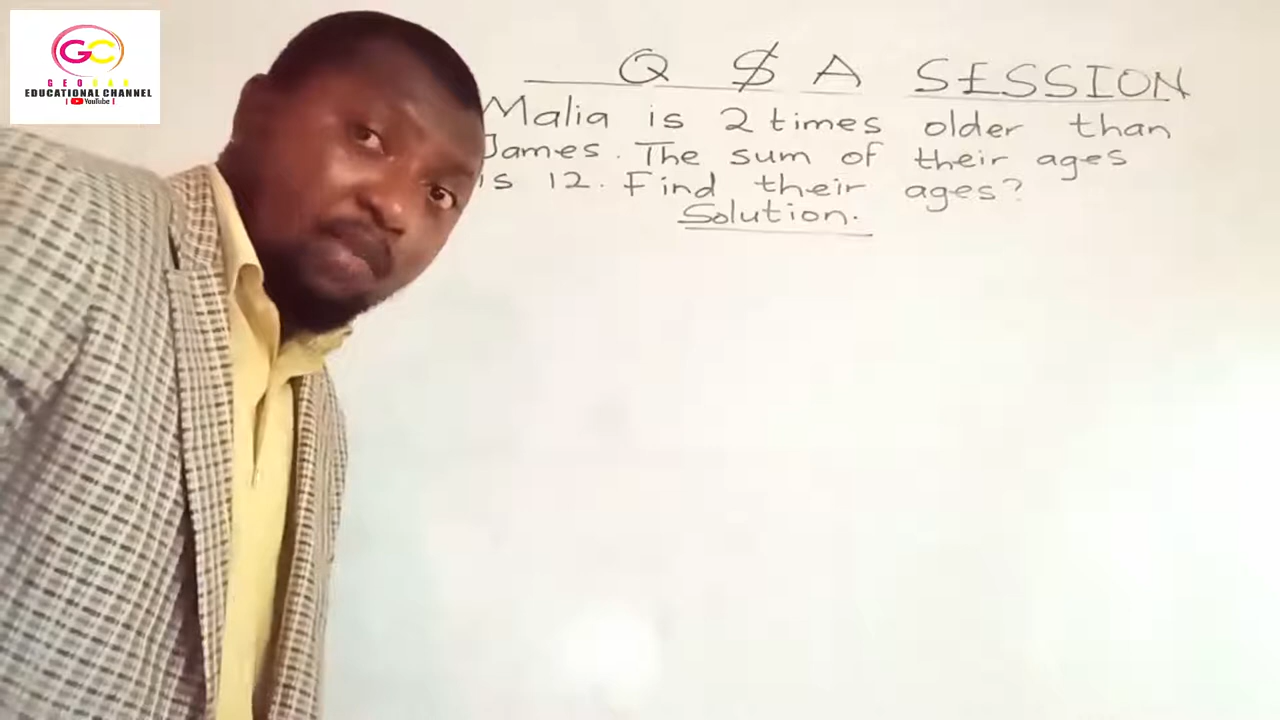 GC
GEO
EDUCATIONAL CHANNEL
YouTube
Q $ A SESSION
Malia is 2 times older than
James. The sum of their ages
is 12. Find their ages?
Solution.